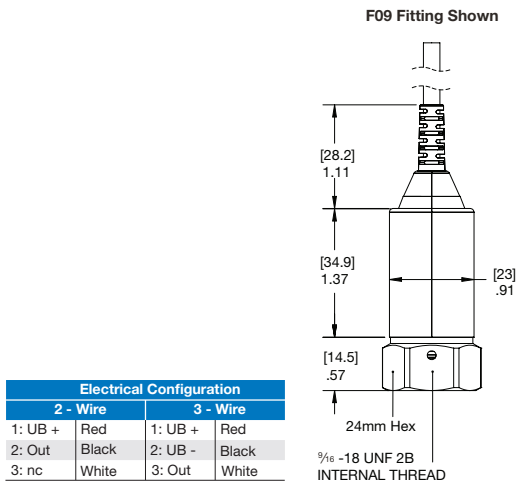 F09 Fitting Shown
[28.2]
1.11
[34.9]
1.37
[23]
.91
[14.5]
.57
24mm Hex
9/16 -18 UNF 2B
INTERNAL THREAD
Electrical Configuration
2 - Wire 3 - Wire
1: UB + Red 1: UB + Red
2: Out Black 2: UB - Black
3: nc White 3: Out White